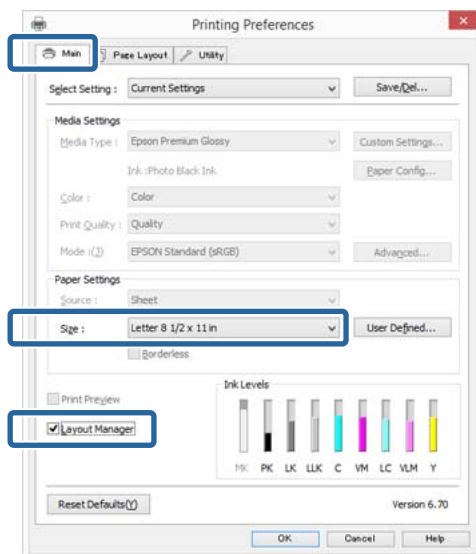 Printing Preferences
Main Page Layout Utility
Select Setting : Current Settings Save/Del...
Media Settings
Media Type : Epson Premium Glossy Custom Settings...
Ink :Photo Black Ink Paper Config...
Color : Color
Print Quality : Quality
Mode :(J) EPSON Standard (sRGB) Advanced...
Paper Settings
Source : Sheet
Size : Letter 8 1/2 x 11 in User Defined...
Borderless
Ink Levels
Print Preview
Layout Manager
MK PK LK LLK C VM LC VLM Y
Reset Defaults(Y) Version 6.70
OK Cancel Help